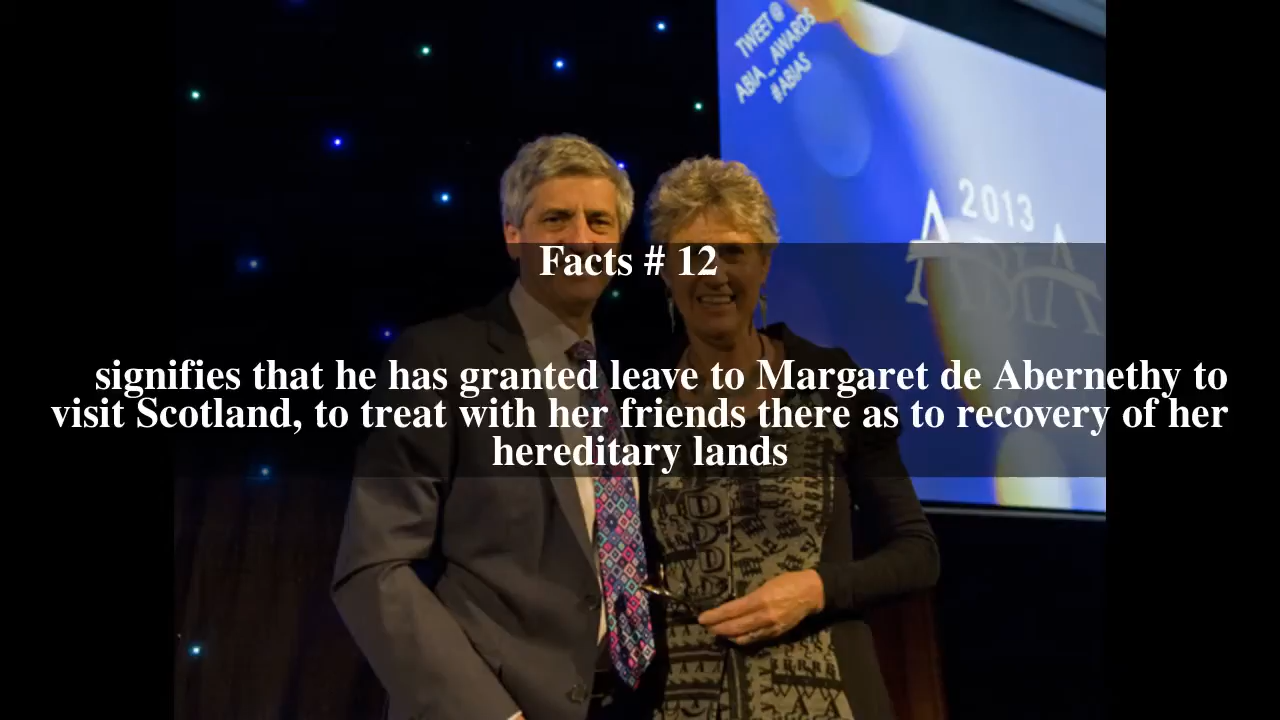 TWEET @
ABIA_AWARDS
#ABIAS
2013
ABIA
Facts # 12
signifies that he has granted leave to Margaret de Abernethy to
visit Scotland, to treat with her friends there as to recovery of her
hereditary lands